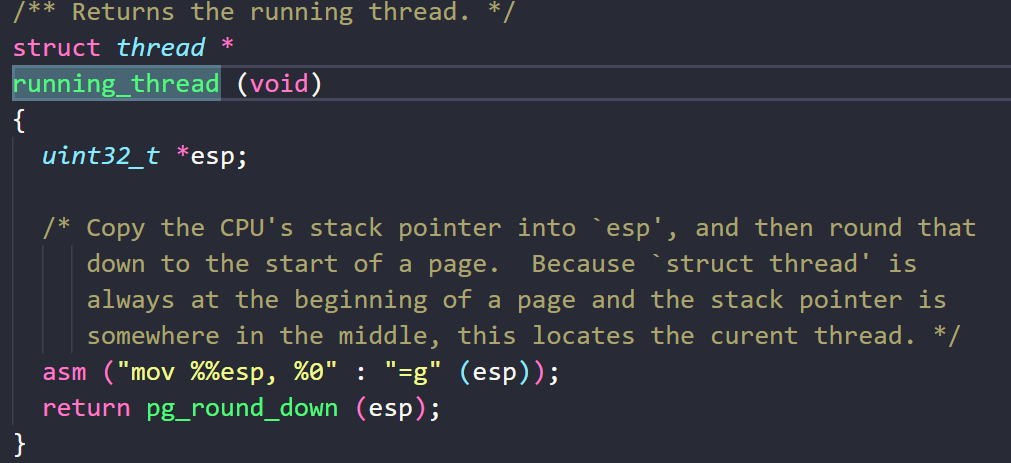 /** Returns the running thread. */
struct thread *
running_thread (void)
{
uint32_t *esp;
/* Copy the CPU's stack pointer into `esp', and then round that
down to the start of a page.  Because `struct thread' is
always at the beginning of a page and the stack pointer is
somewhere in the middle, this locates the curent thread. */
asm ("mov %%esp, %0" : "=g" (esp));
return pg_round_down (esp);
}